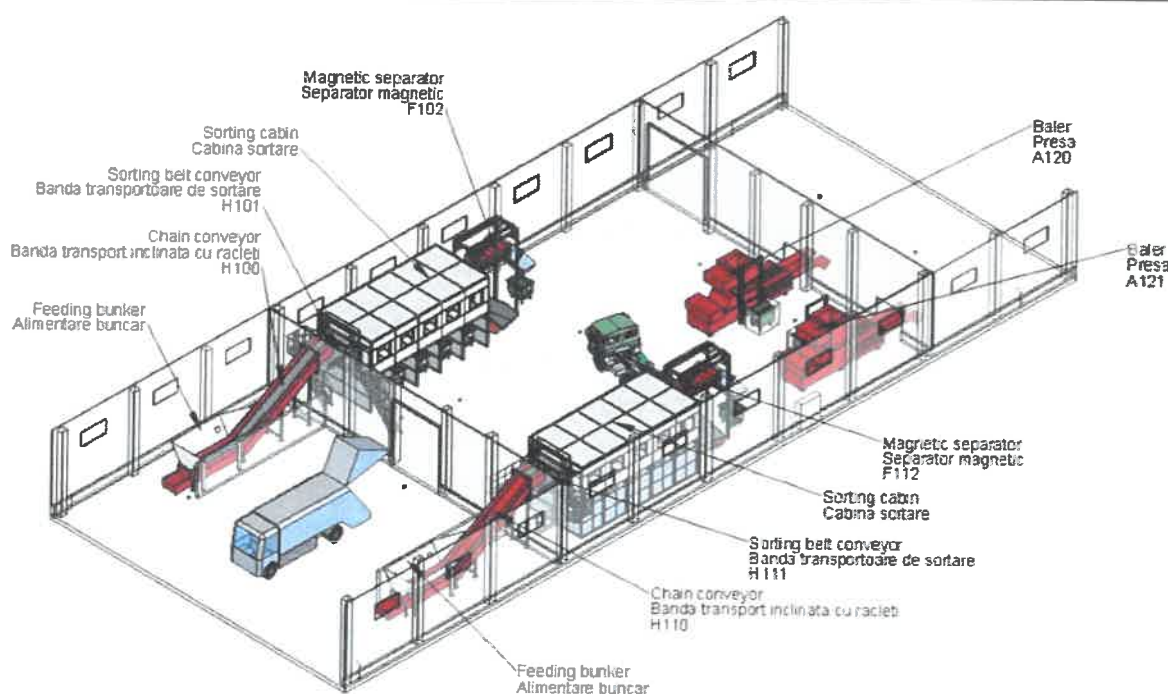 Magnetic separator
Separator magnetic
F102
Sorting cabin
Cabina sortare
Sorting belt conveyor
Banda transportoare de sortare
H101
Chain conveyor
Banda transport inclinata cu racleti
H100
Feeding bunker
Alimentare buncar
Baler
Presa
A120
Baler
Presa
A121
Magnetic separator
Separator magnetic
F112
Sorting cabin
Cabina sortare
Sorting belt conveyor
Banda transportoare de sortare
H111
Chain conveyor
Banda transport inclinata cu racleti
H110
Feeding bunker
Alimentare buncar